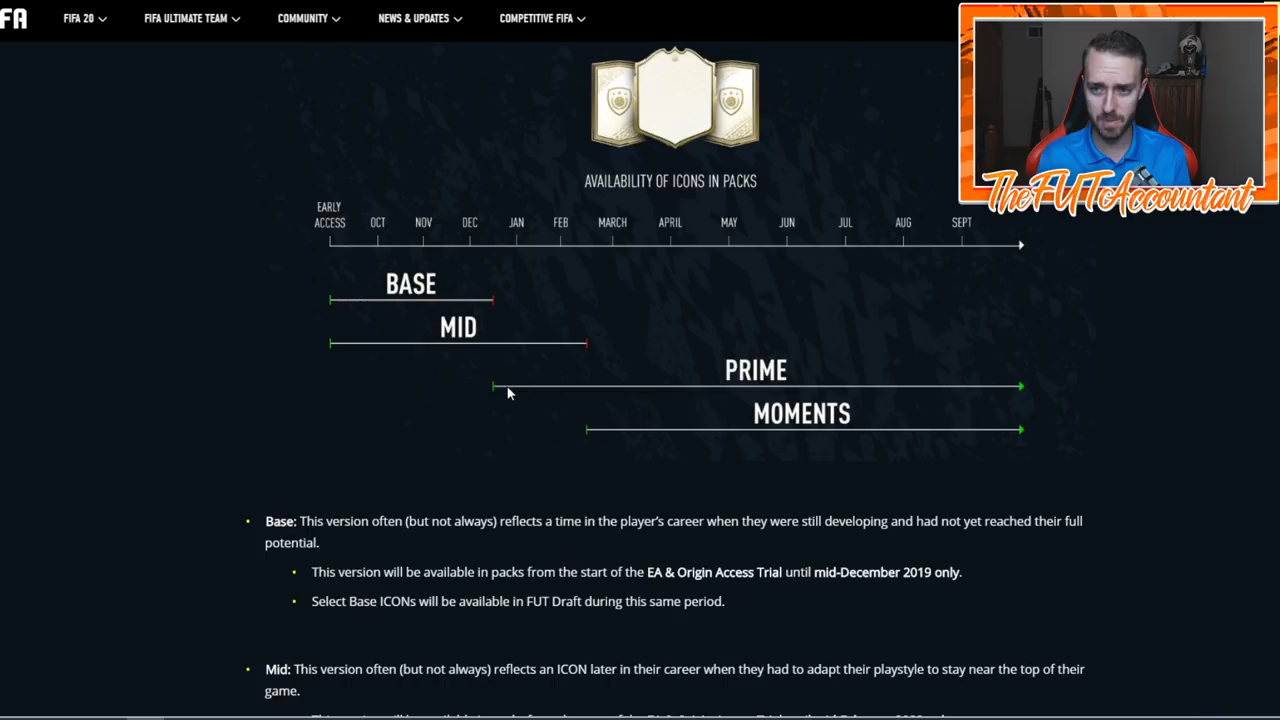 FA FIFA 20 FIFA ULTIMATE TEAM COMMUNITY NEWS & UPDATES COMPETITIVE FIFA
TheFUTAccountant
AVAILABILITY OF ICONS IN PACKS
EARLY
ACCESS OCT NOV DEC JAN FEB MARCH APRIL MAY JUN JUL AUG SEPT
BASE
MID
PRIME
MOMENTS
• Base: This version often (but not always) reflects a time in the player's career when they were still developing and had not yet reached their full
potential.
• This version will be available in packs from the start of the EA & Origin Access Trial until mid-December 2019 only.
• Select Base ICONs will be available in FUT Draft during this same period.
• Mid: This version often (but not always) reflects an ICON later in their career when they had to adapt their playstyle to stay near the top of their
game.